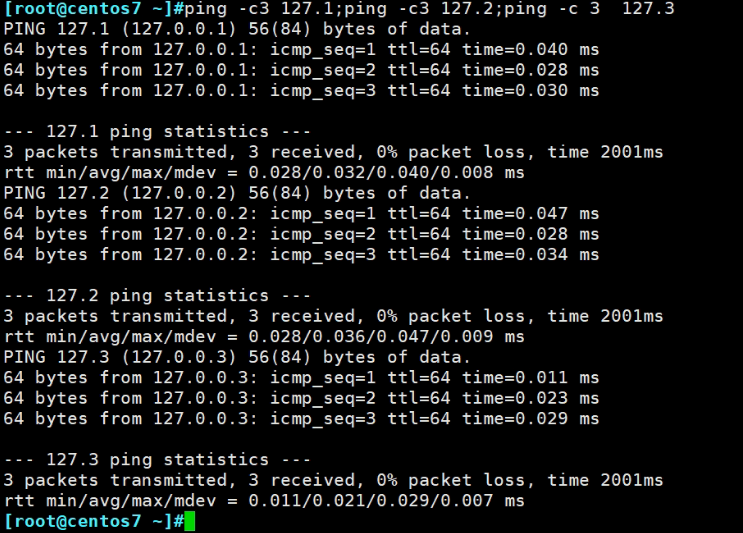 [root@centos7 ~]#ping -c3 127.1;ping -c3 127.2;ping -c 3  127.3
PING 127.1 (127.0.0.1) 56(84) bytes of data.
64 bytes from 127.0.0.1: icmp_seq=1 ttl=64 time=0.040 ms
64 bytes from 127.0.0.1: icmp_seq=2 ttl=64 time=0.028 ms
64 bytes from 127.0.0.1: icmp_seq=3 ttl=64 time=0.030 ms

--- 127.1 ping statistics ---
3 packets transmitted, 3 received, 0% packet loss, time 2001ms
rtt min/avg/max/mdev = 0.028/0.032/0.040/0.008 ms
PING 127.2 (127.0.0.2) 56(84) bytes of data.
64 bytes from 127.0.0.2: icmp_seq=1 ttl=64 time=0.047 ms
64 bytes from 127.0.0.2: icmp_seq=2 ttl=64 time=0.028 ms
64 bytes from 127.0.0.2: icmp_seq=3 ttl=64 time=0.034 ms

--- 127.2 ping statistics ---
3 packets transmitted, 3 received, 0% packet loss, time 2001ms
rtt min/avg/max/mdev = 0.028/0.036/0.047/0.009 ms
PING 127.3 (127.0.0.3) 56(84) bytes of data.
64 bytes from 127.0.0.3: icmp_seq=1 ttl=64 time=0.011 ms
64 bytes from 127.0.0.3: icmp_seq=2 ttl=64 time=0.023 ms
64 bytes from 127.0.0.3: icmp_seq=3 ttl=64 time=0.029 ms

--- 127.3 ping statistics ---
3 packets transmitted, 3 received, 0% packet loss, time 2001ms
rtt min/avg/max/mdev = 0.011/0.021/0.029/0.007 ms
[root@centos7 ~]#